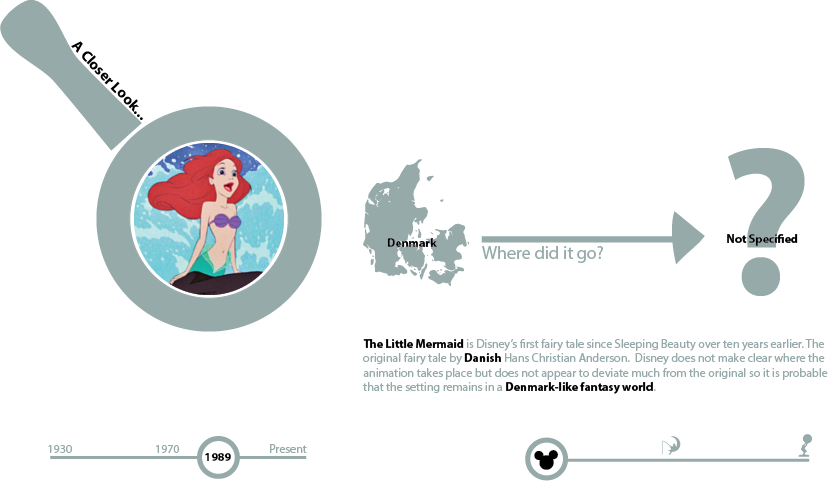 A Closer Look...
Denmark
Where did it go?
Not Specified
The Little Mermaid is Disney's first fairy tale since Sleeping Beauty over ten years earlier. The
original fairy tale by Danish Hans Christian Anderson.  Disney does not make clear where the
animation takes place but does not appear to deviate much from the original so it is probable
that the setting remains in a Denmark-like fantasy world.
1930
1970
1989
Present